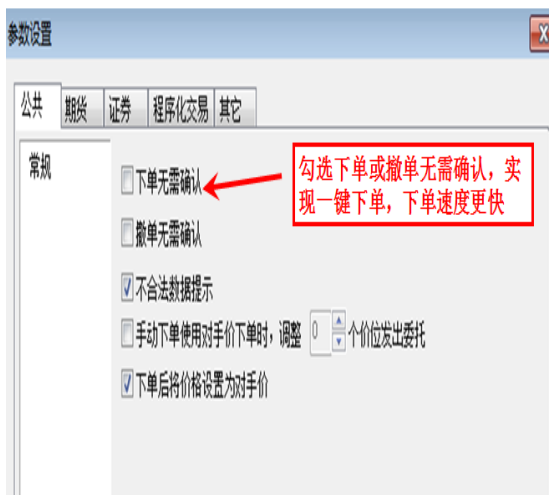 参数设置
公共 期货 证券 程序化交易 其它
常规
下单无需确认
勾选下单或撤单无需确认，实
现一键下单，下单速度更快
撤单无需确认
不合法数据提示
手动下单使用对手价下单时，调整 0 个价位发出委托
下单后将价格设置为对手价